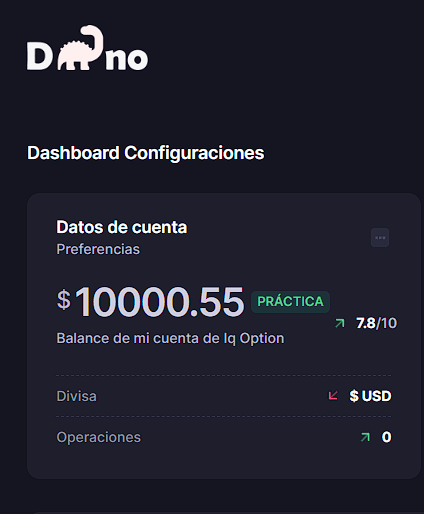 Dino
Dashboard Configuraciones
Datos de cuenta
Preferencias
$10000.55 PRÁCTICA
7.8/10
Balance de mi cuenta de Iq Option
Divisa $ USD
Operaciones 0